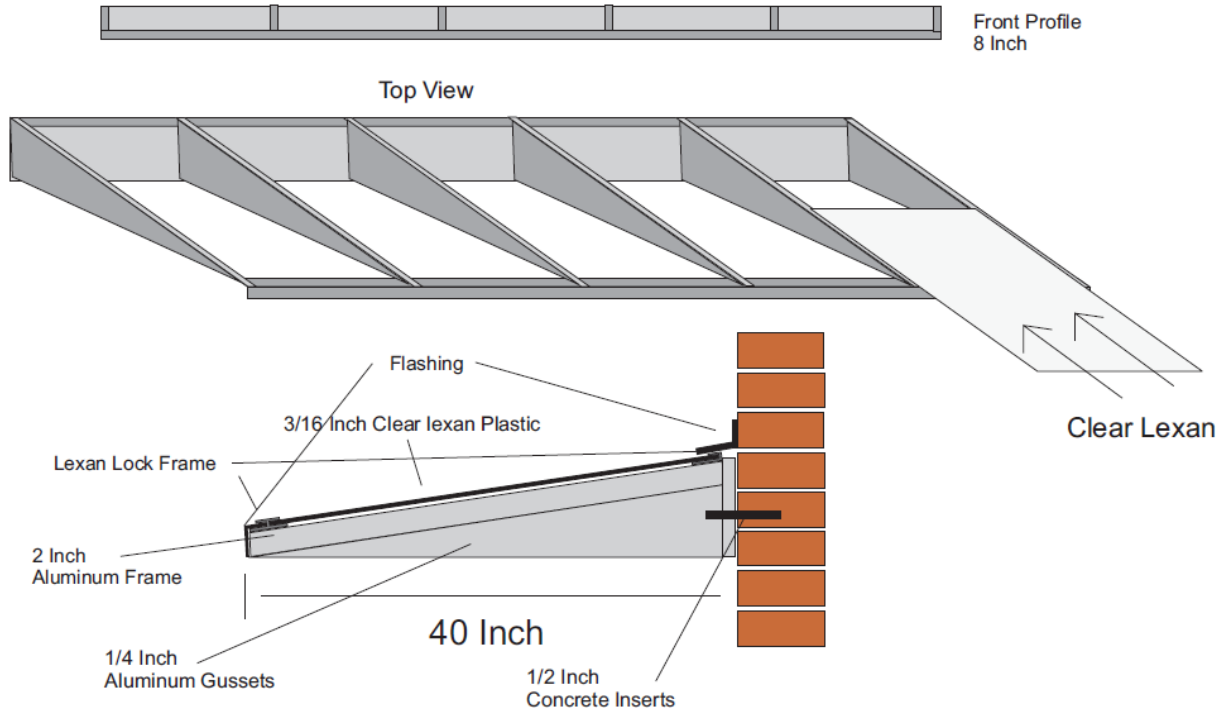 Front Profile
8 Inch
Top View
Flashing
3/16 Inch Clear lexan Plastic
Clear Lexan
Lexan Lock Frame
2 Inch
Aluminum Frame
40 Inch
1/4 Inch
Aluminum Gussets
1/2 Inch
Concrete Inserts